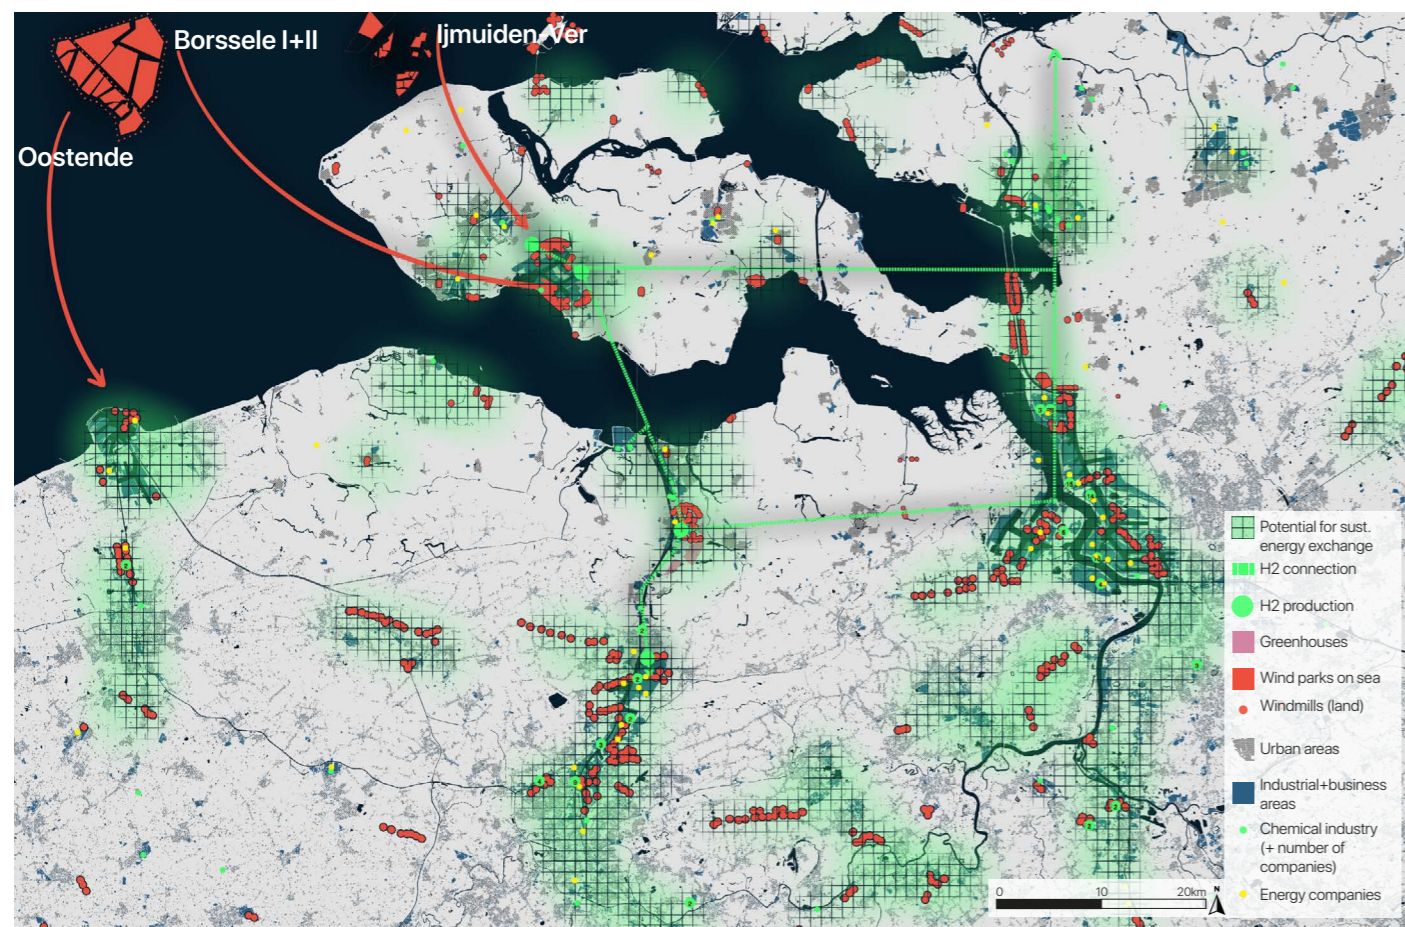 Borssele I+II
Ijmuiden-Ver
Oostende
Potential for sust.
energy exchange
H2 connection
H2 production
Greenhouses
Wind parks on sea
Windmills (land)
Urban areas
Industrial+business
areas
Chemical industry
(+ number of
companies)
Energy companies
0 10 20km
N